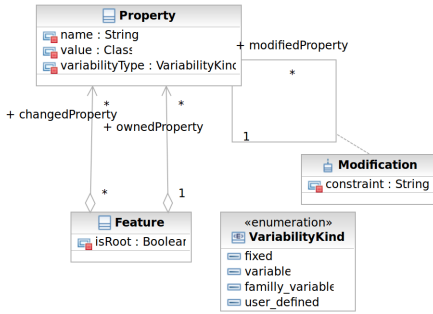 Property
name : String
value : Class
variabilityType : VariabilityKind
+ modifiedProperty
*
+ changedProperty
*
*
+ ownedProperty
1
Modification
constraint : String
*
1
Feature
isRoot : Boolean
«enumeration»
VariabilityKind
fixed
variable
familly_variable
user_defined